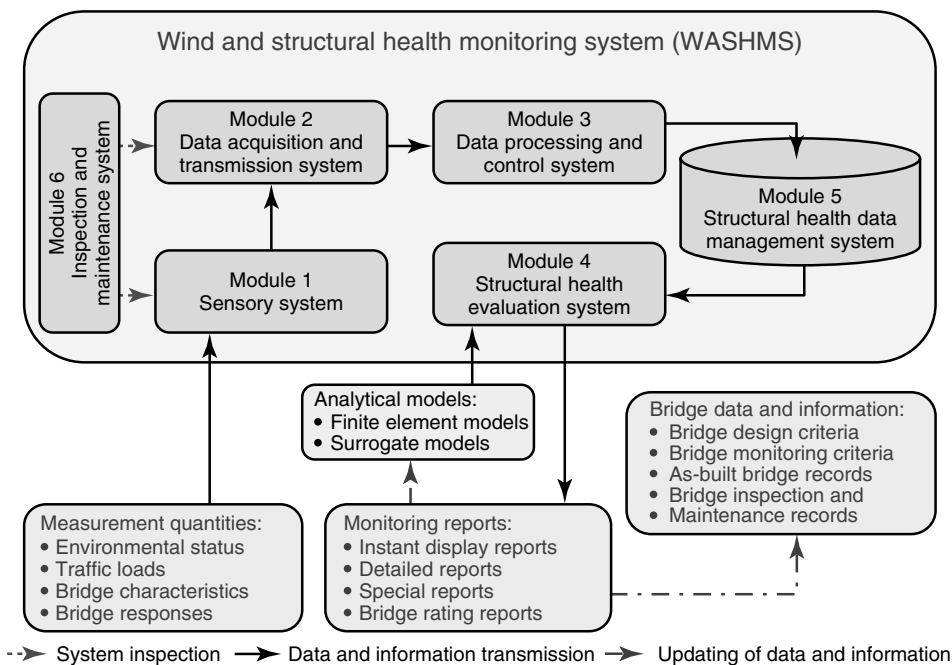 Wind and structural health monitoring system (WASHMS)
Module 6
Inspection and
maintenance system
Module 2
Data acquisition and
transmission system
Module 3
Data processing and
control system
Module 5
Structural health data
management system
Module 1
Sensory system
Module 4
Structural health
evaluation system
Analytical models:
• Finite element models
• Surrogate models
Bridge data and information:
• Bridge design criteria
• Bridge monitoring criteria
• As-built bridge records
• Bridge inspection and
• Maintenance records
Measurement quantities:
• Environmental status
• Traffic loads
• Bridge characteristics
• Bridge responses
Monitoring reports:
• Instant display reports
• Detailed reports
• Special reports
• Bridge rating reports
System inspection
Data and information transmission
Updating of data and information